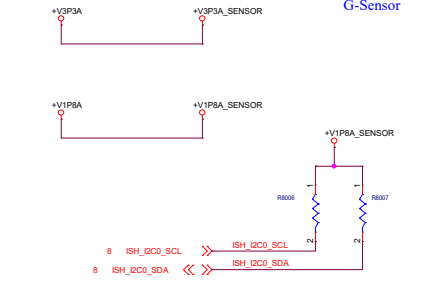 G-Sensor
+V3P3A +V3P3A_SENSOR
+V1P8A +V1P8A_SENSOR
+V1P8A_SENSOR
1 1
R8006 R8007
2 2
8 ISH_I2C0_SCL ISH_I2C0_SCL
8 ISH_I2C0_SDA ISH_I2C0_SDA